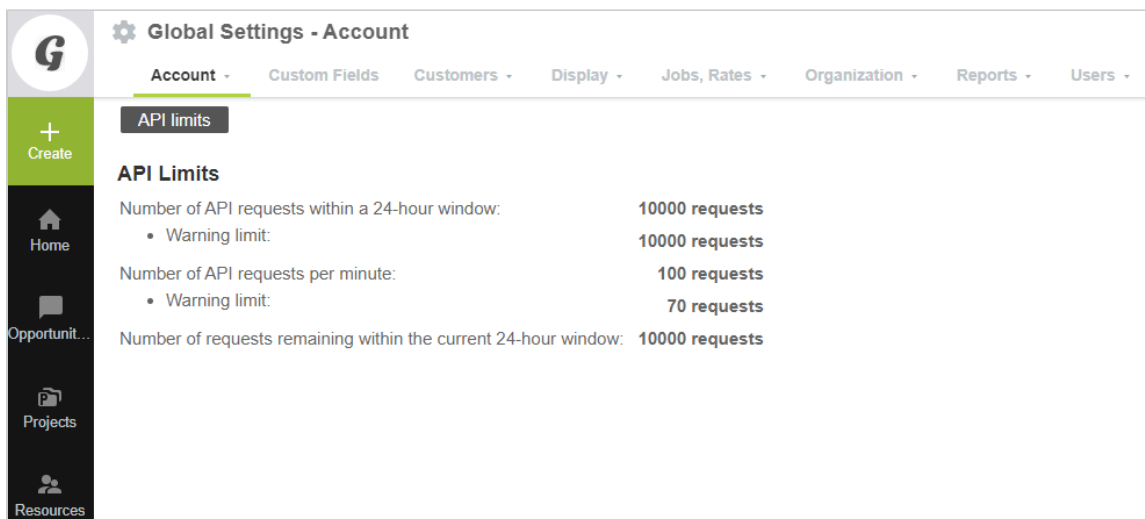 G
Global Settings - Account
Account Custom Fields Customers Display Jobs, Rates Organization Reports Users
API limits
Create
API Limits
Number of API requests within a 24-hour window: 10000 requests
• Warning limit: 10000 requests
Home
Number of API requests per minute: 100 requests
• Warning limit: 70 requests
Opportunit...
Number of requests remaining within the current 24-hour window: 10000 requests
Projects
Resources